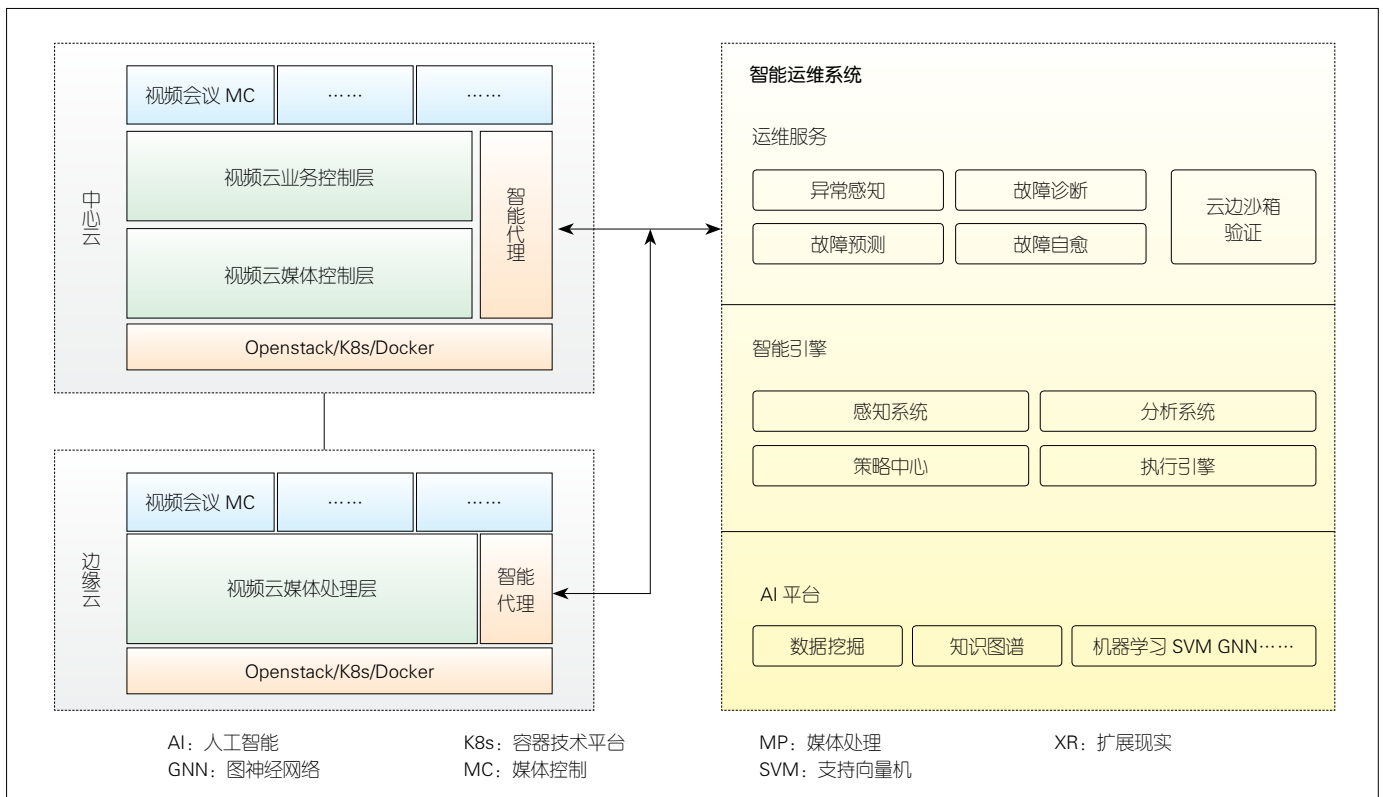 中心云
视频会议 MC
……
……
视频云业务控制层
视频云媒体控制层
智能代理
Openstack/K8s/Docker
边缘云
视频会议 MC
……
……
视频云媒体处理层
智能
代理
Openstack/K8s/Docker
智能运维系统
运维服务
异常感知
故障诊断
故障预测
故障自愈
云边沙箱
验证
智能引擎
感知系统
分析系统
策略中心
执行引擎
AI 平台
数据挖掘
知识图谱
机器学习 SVM GNN……
AI：人工智能
K8s：容器技术平台
MP：媒体处理
XR：扩展现实
GNN：图神经网络
MC：媒体控制
SVM：支持向量机